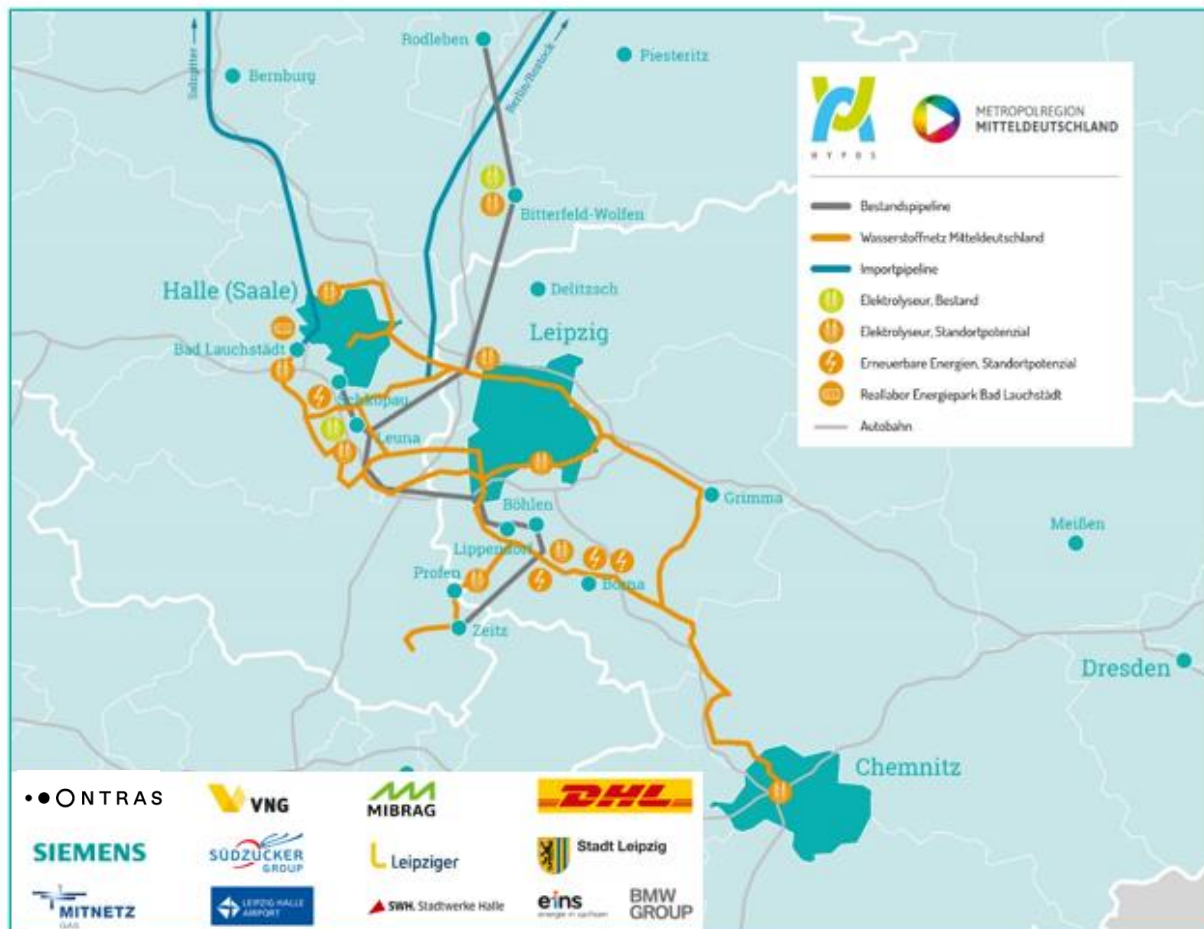 Salzgitter
Rodleben
Piesteritz
Bernburg
Berlin/Rostock
HYPOS
METROPOLREGION
MITTELDEUTSCHLAND
Bitterfeld-Wolfen
Bestandspipeline
Wasserstoffnetz Mitteldeutschland
Importpipeline
Elektrolyseur, Bestand
Elektrolyseur, Standortpotenzial
Erneuerbare Energien, Standortpotenzial
Reallabor Energiepark Bad Lauchstädt
Autobahn
Halle (Saale)
Delitzsch
Leipzig
Bad Lauchstädt
Schkopau
Leuna
Grimma
Böhlen
Lippendorf
Meißen
Profen
Borna
Zeitz
Dresden
Chemnitz
ONTRAS
VNG
MIBRAG
DHL
SIEMENS
SÜDZUCKER
GROUP
Leipziger
Stadt Leipzig
MITNETZ
GAS
LEIPZIG HALLE
AIRPORT
SWH. Stadtwerke Halle
eins
energie in sachsen
BMW
GROUP